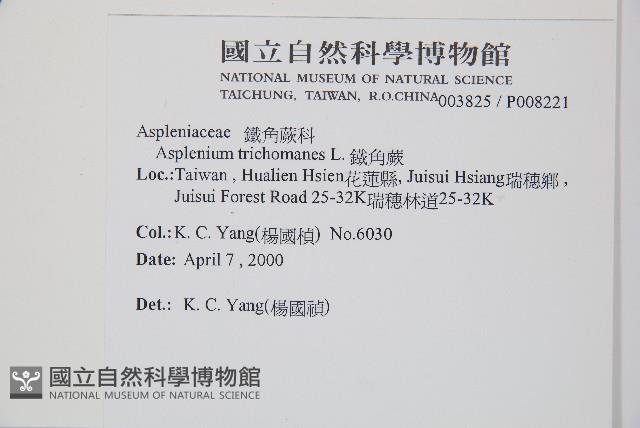 國立自然科學博物館
NATIONAL MUSEUM OF NATURAL SCIENCE
TAICHUNG, TAIWAN, R.O.CHINA 003825 / P008221
Aspleniaceae 鐵角蕨科
Asplenium trichomanes L. 鐵角蕨
Loc.:Taiwan , Hualien Hsien花蓮縣, Juisui Hsiang瑞穗鄉 ,
Juisui Forest Road 25-32K瑞穗林道25-32K
Col.: K. C. Yang(楊國楨) No.6030
Date: April 7 , 2000
Det.: K. C. Yang(楊國禎)
國立自然科學博物館
NATIONAL MUSEUM OF NATURAL SCIENCE